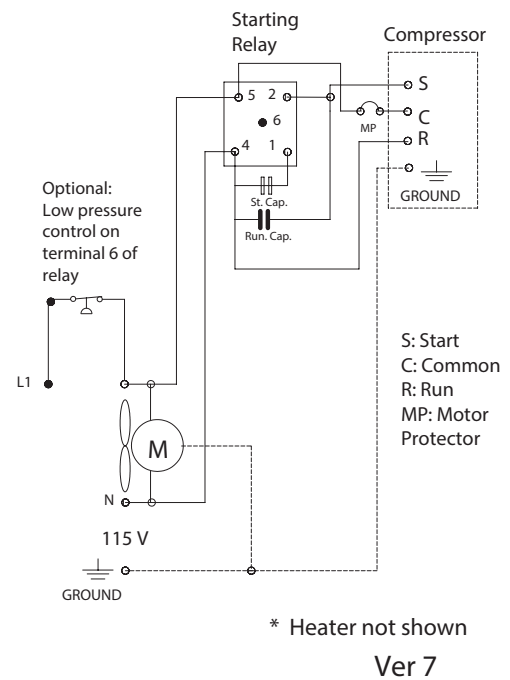 Starting
Relay
Compressor
5 2
6
4 1
S
C
MP
R
GROUND
St. Cap.
Run. Cap.
Optional:
Low pressure
control on
terminal 6 of
relay
L1
S: Start
C: Common
R: Run
MP: Motor
Protector
M
N
115 V
GROUND
* Heater not shown
Ver 7